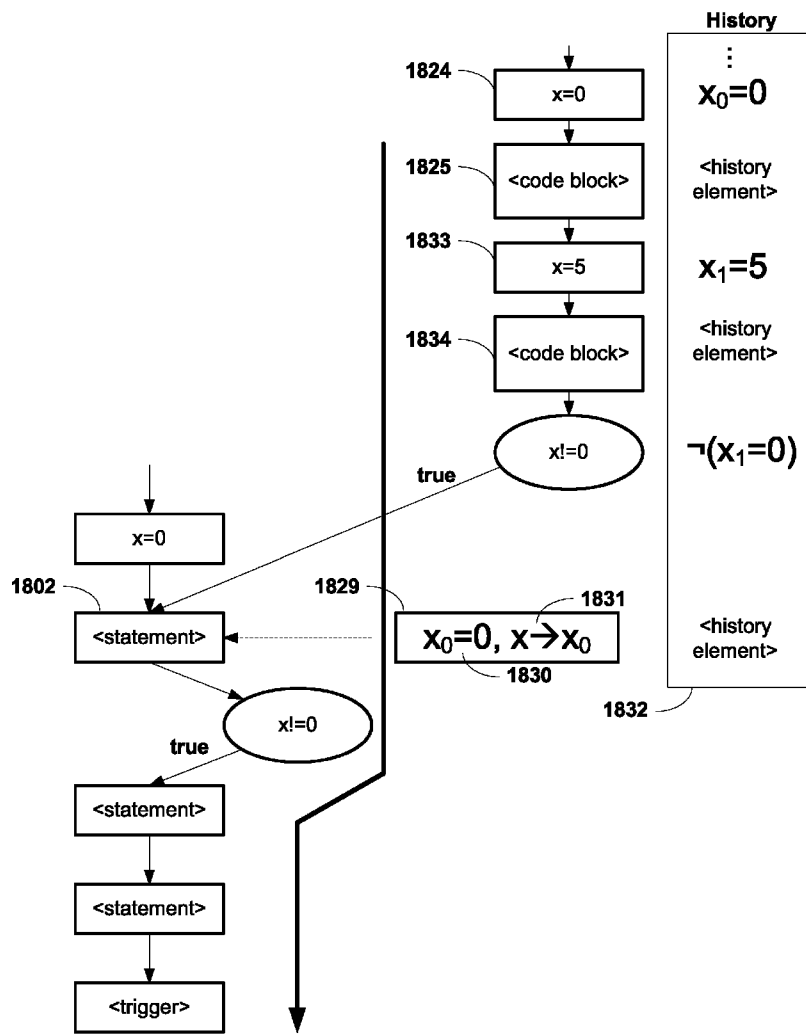 History
⋮
1824
x=0
x₀=0
1825
<code block>
<history
element>
1833
x=5
x₁=5
1834
<code block>
<history
element>
x!=0
¬(x₁=0)
true
x=0
1802
<statement>
1829
1831
x₀=0, x→x₀
1830
<history
element>
1832
x!=0
true
<statement>
<statement>
<trigger>